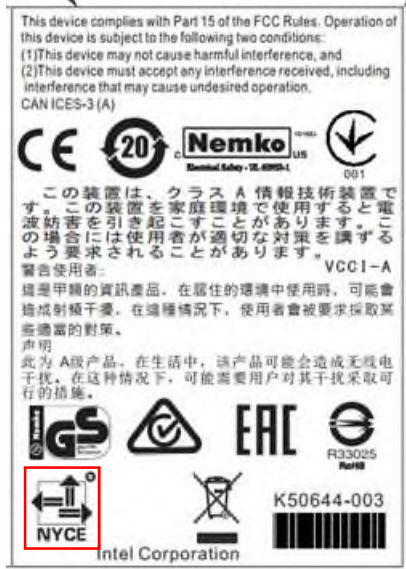 This device complies with Part 15 of the FCC Rules. Operation of
this device is subject to the following two conditions:
(1)This device may not cause harmful interference, and
(2)This device must accept any interference received, including
interference that may cause undesired operation.
CAN ICES-3 (A)
CE
20
C Nemko US
Electrical Safety - UL 60950-1
001
この装置は、クラス A 情報技術装置で
す。この装置を家庭環境で使用すると電
波妨害を引き起こすことがあります。こ
の場合には使用者が適切な対策を講ずる
よう要求されることがあります。
VCCI-A
警告使用者:
這是甲類的資訊產品，在居住的環境中使用時，可能會
造成射頻干擾，在這種情況下，使用者會被要求採取某
些適當的對策。
声明
此为 A级产品，在生活中，该产品可能会造成无线电
干扰。在这种情况下，可能需要用户对其干扰采取可
行的措施。
Nemko GS
EAC
R33025
RoHS
NYCE
K50644-003
Intel Corporation